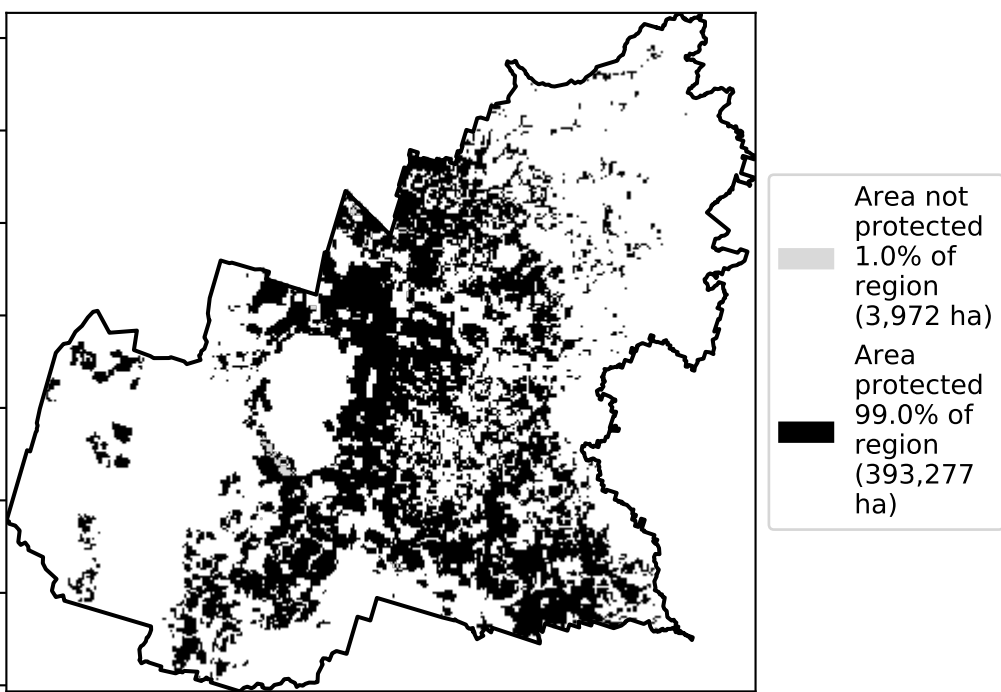 Area not
protected
1.0% of
region
(3,972 ha)
Area
protected
99.0% of
region
(393,277
ha)